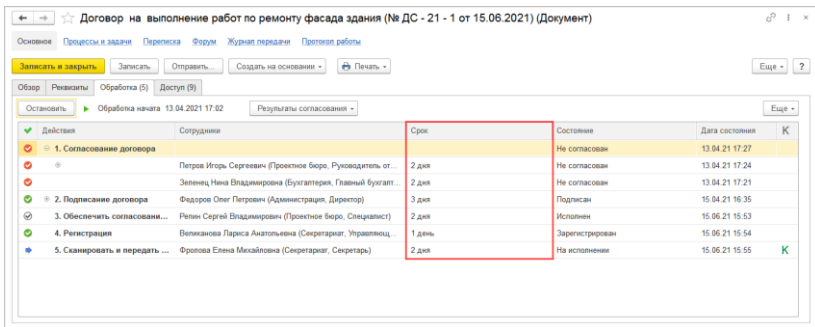 Договор на выполнение работ по ремонту фасада здания (№ ДС - 21 - 1 от 15.06.2021) (Документ)
Основное Процессы и задачи Переписка Форум Журнал передачи Протокол работы
Записать и закрыть Записать Отправить... Создать на основании Печать Еще ?
Обзор Реквизиты Обработка (5) Доступ (9)
Остановить Обработка начата 13.04.2021 17:02 Результаты согласования Еще
Действия Сотрудники Срок Состояние Дата состояния К
1. Согласование договора Не согласован 13.04.21 17:27
Петров Игорь Сергеевич (Проектное бюро, Руководитель от... 2 дня Не согласован 13.04.21 17:24
Зеленец Нина Владимировна (Бухгалтерия, Главный бухгалт... 2 дня Не согласован 13.04.21 17:21
2. Подписание договора Федоров Олег Петрович (Администрация, Директор) 3 дня Подписан 15.04.21 16:35
3. Обеспечить согласовани... Репин Сергей Владимирович (Проектное бюро, Специалист) 2 дня Исполнен 15.06.21 15:53
4. Регистрация Великанова Лариса Анатольевна (Секретариат, Управляющ... 1 день Зарегистрирован 15.06.21 15:54
5. Сканировать и передать ... Фролова Елена Михайловна (Секретариат, Секретарь) 2 дня На исполнении 15.06.21 15:55 К